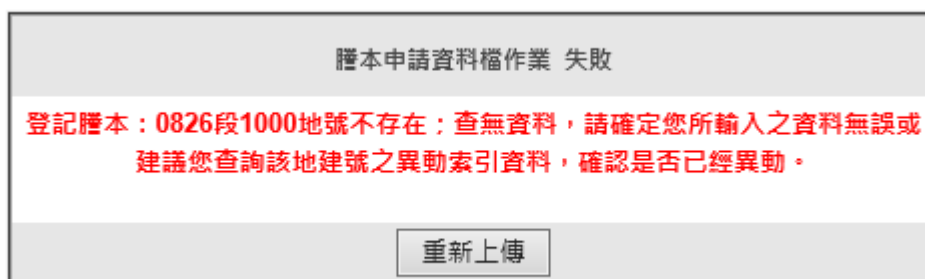 謄本申請資料檔作業 失敗
登記謄本：0826段1000地號不存在；查無資料，請確定您所輸入之資料無誤或
建議您查詢該地建號之異動索引資料，確認是否已經異動。
重新上傳